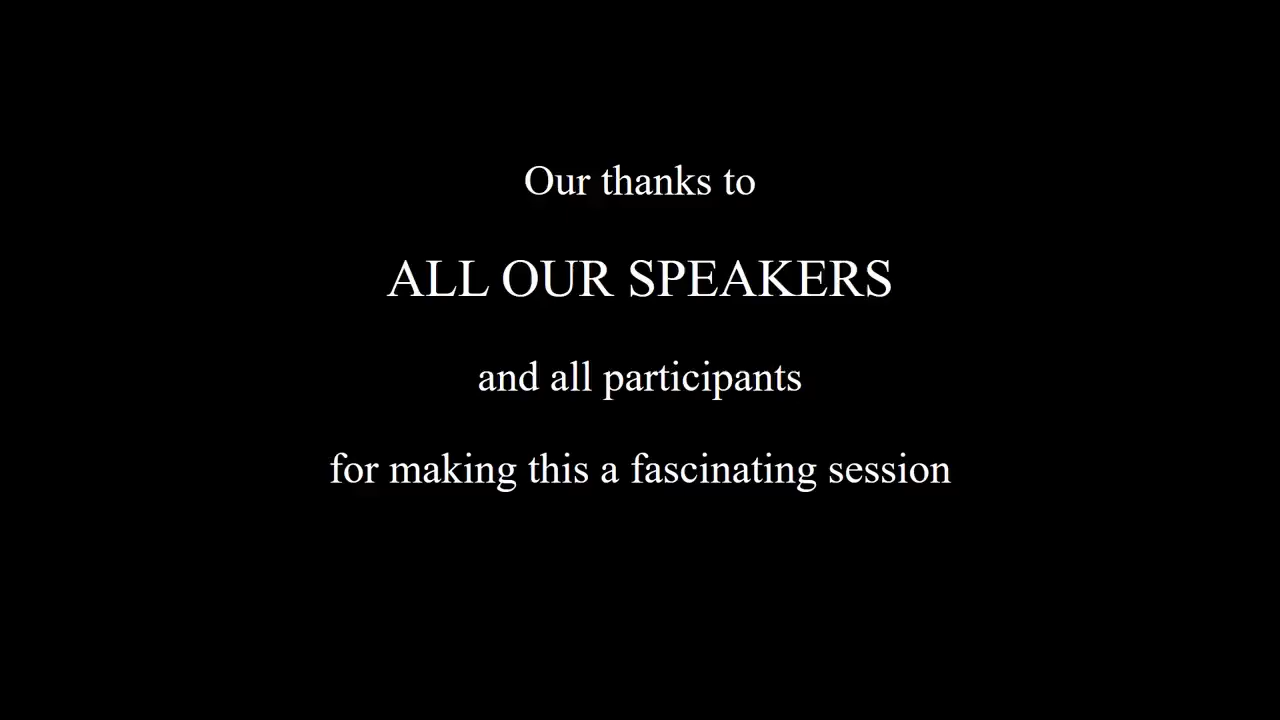 Our thanks to
ALL OUR SPEAKERS
and all participants
for making this a fascinating session